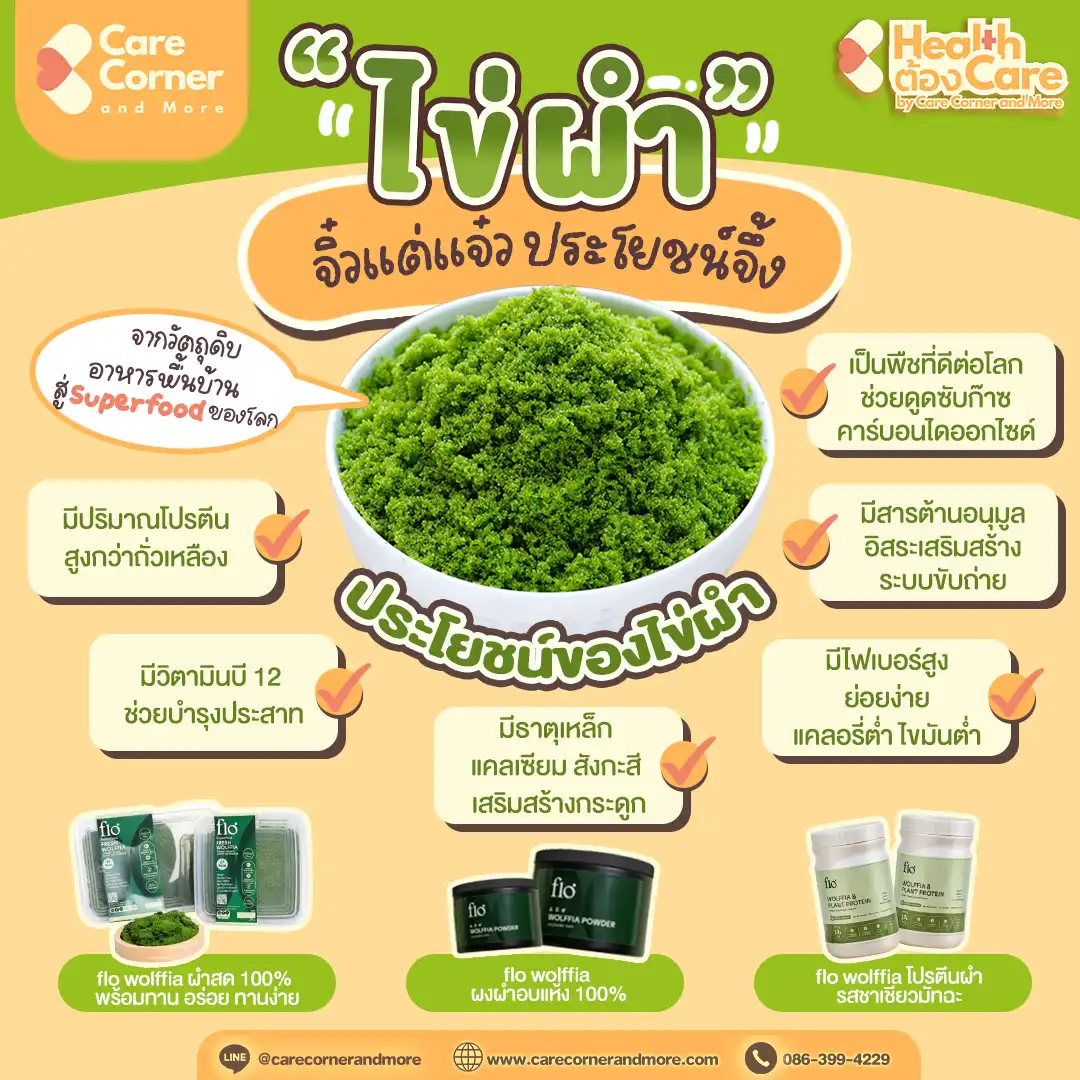 Care
Corner
and More
Health
ต้อง Care
by Care Corner and More
“ไข่ผำ”
จิ๋วแต่แจ๋ว ประโยชน์จึ้ง
จากวัตถุดิบ
อาหารพื้นบ้าน
สู่ Superfood ของโลก
เป็นพืชที่ดีต่อโลก
ช่วยดูดซับก๊าซ
คาร์บอนไดออกไซด์
มีปริมาณโปรตีน
สูงกว่าถั่วเหลือง
มีสารต้านอนุมูล
อิสระเสริมสร้าง
ระบบขับถ่าย
ประโยชน์ของไข่ผำ
มีวิตามินบี 12
ช่วยบำรุงประสาท
มีไฟเบอร์สูง
ย่อยง่าย
แคลอรี่ต่ำ ไขมันต่ำ
มีธาตุเหล็ก
แคลเซียม สังกะสี
เสริมสร้างกระดูก
flo
FRESH
WOLFFIA
flo
FRESH
WOLFFIA
flo
WOLFFIA POWDER
flo
WOLFFIA POWDER
flo
WOLFFIA &
PLANT PROTEIN
flo
WOLFFIA &
PLANT PROTEIN
flo wolffia ผำสด 100%
พร้อมทาน อร่อย ทานง่าย
flo wolffia
ผงผำอบแห้ง 100%
flo wolffia โปรตีนผำ
รสชาเขียวมัทฉะ
LINE @carecornerandmore
www.carecornerandmore.com
086-399-4229